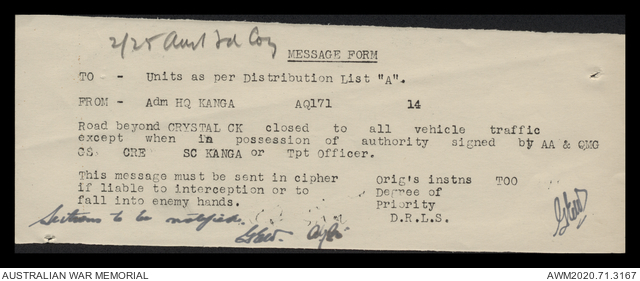 2/25 Aust Fd Coy
MESSAGE FORM
TO - Units as per Distribution List "A".
FROM - Adm HQ KANGA AQ171 14
Road beyond CRYSTAL CK closed to all vehicle traffic
except when in possession of authority signed by AA & QMG
GS. CRE SC KANGA or Tpt Officer.
This message must be sent in cipher Orig's instns TOO
if liable to interception or to Degree of
fall into enemy hands. Priority
Sections to be notified. D.R.L.S.
AUSTRALIAN WAR MEMORIAL AWM2020.71.3167